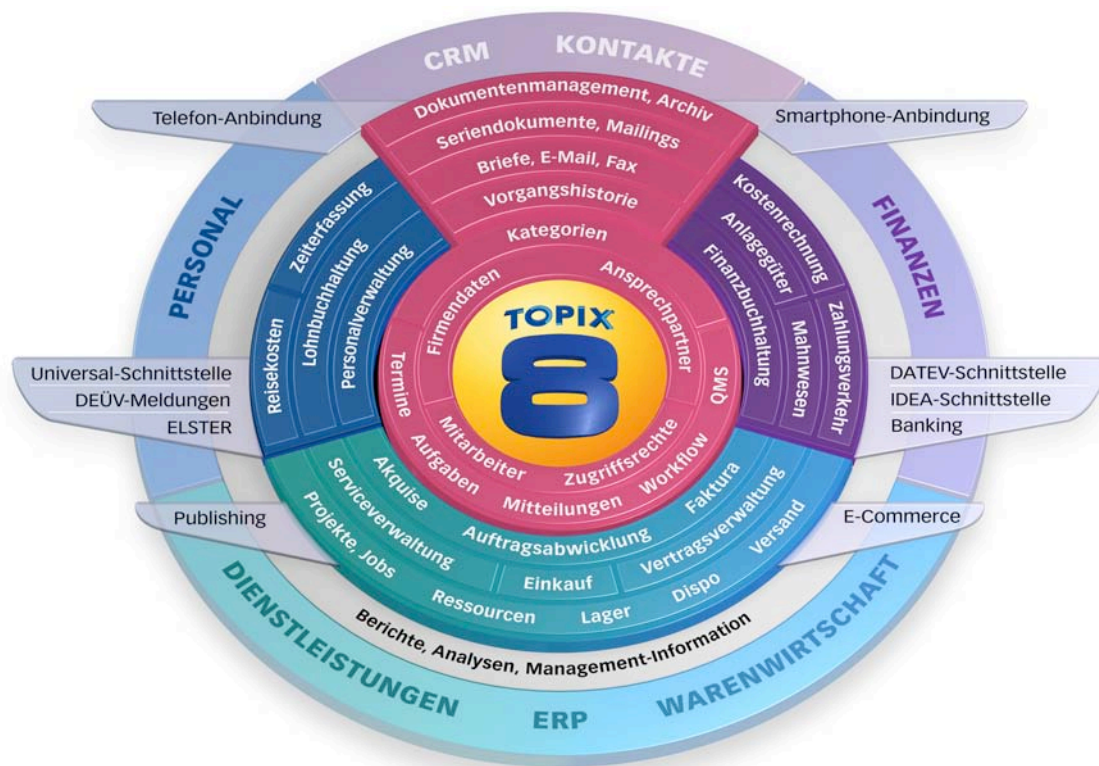 CRM KONTAKTE
Dokumentenmanagement, Archiv
Seriendokumente, Mailings
Briefe, E-Mail, Fax
Vorgangshistorie
Kategorien
Telefon-Anbindung
Smartphone-Anbindung
PERSONAL
Zeiterfassung
Reisekosten
Lohnbuchhaltung
Personalverwaltung
FINANZEN
Kostenrechnung
Zahlungsverkehr
Anlagegüter
Mahnwesen
Finanzbuchhaltung
Firmendaten
Ansprechpartner
TOPIX
8
Termine
QMS
Mitarbeiter
Zugriffsrechte
Aufgaben
Mitteilungen
Workflow
Universal-Schnittstelle
DEÜV-Meldungen
ELSTER
DATEV-Schnittstelle
IDEA-Schnittstelle
Banking
Publishing
E-Commerce
Akquise
Auftragsabwicklung
Faktura
Serviceverwaltung
Einkauf
Vertragsverwaltung
Projekte, Jobs
Ressourcen
Lager
Dispo
Versand
Berichte, Analysen, Management-Information
DIENSTLEISTUNGEN
ERP
WARENWIRTSCHAFT